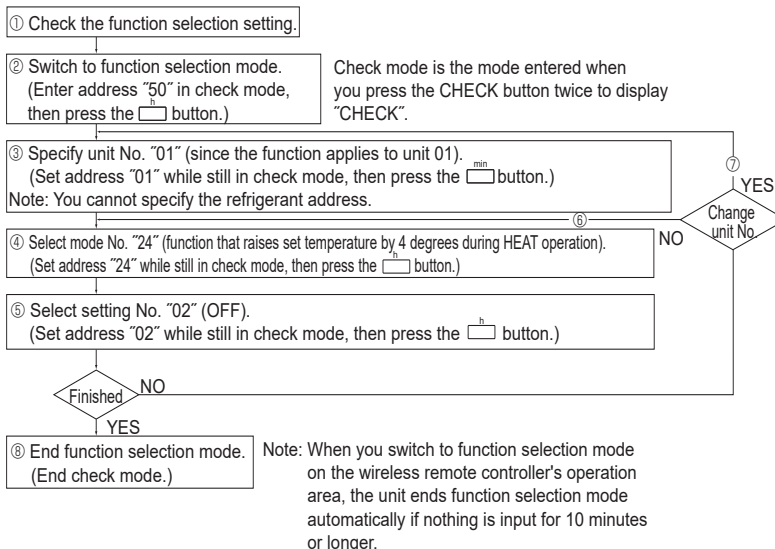 ① Check the function selection setting.
② Switch to function selection mode.
(Enter address ˝50˝ in check mode,
then press the h button.)
Check mode is the mode entered when
you press the CHECK button twice to display
˝CHECK˝.
③ Specify unit No. ˝01˝ (since the function applies to unit 01).
(Set address ˝01˝ while still in check mode, then press the min button.)
Note: You cannot specify the refrigerant address.
⑦
YES
Change
unit No.
⑥
NO
④ Select mode No. ˝24˝ (function that raises set temperature by 4 degrees during HEAT operation).
(Set address ˝24˝ while still in check mode, then press the h button.)
⑤ Select setting No. ˝02˝ (OFF).
(Set address ˝02˝ while still in check mode, then press the h button.)
Finished
NO
YES
⑧ End function selection mode.
(End check mode.)
Note: When you switch to function selection mode
on the wireless remote controller's operation
area, the unit ends function selection mode
automatically if nothing is input for 10 minutes
or longer.